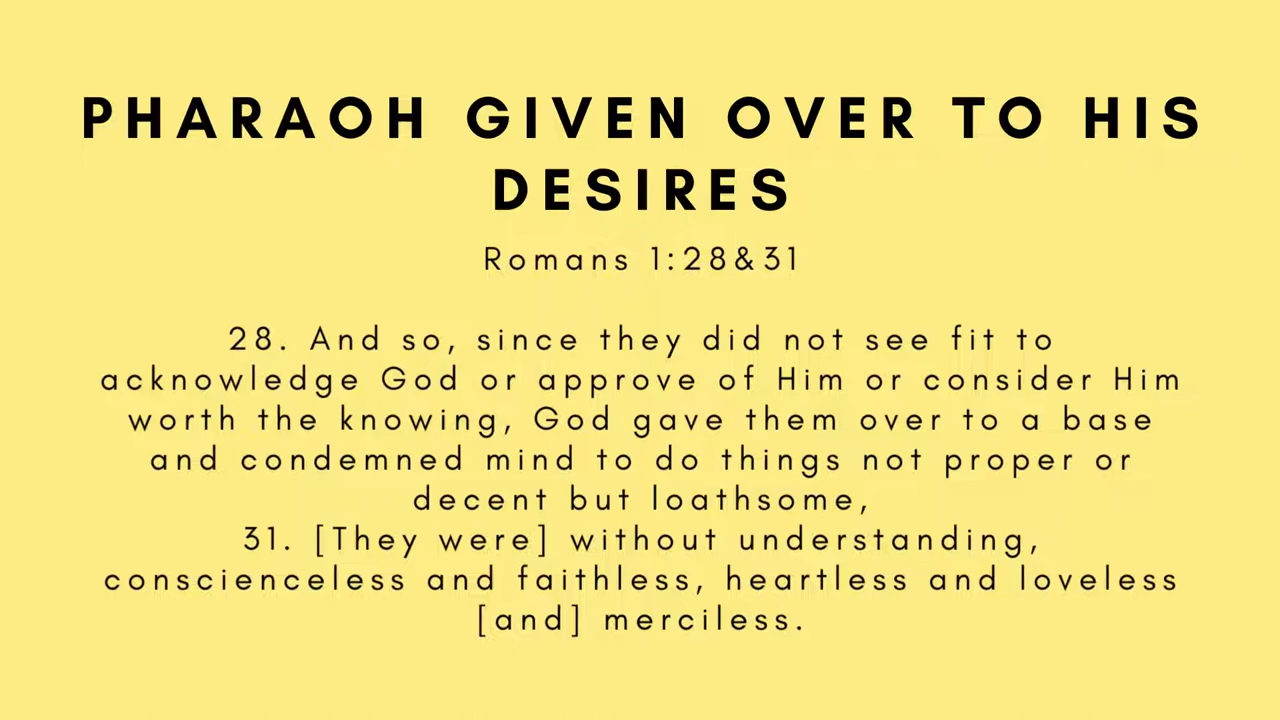 PHARAOH GIVEN OVER TO HIS
DESIRES
Romans 1:28&31
28. And so, since they did not see fit to
acknowledge God or approve of Him or consider Him
worth the knowing, God gave them over to a base
and condemned mind to do things not proper or
decent but loathsome,
31. [They were] without understanding,
conscienceless and faithless, heartless and loveless
[and] merciless.